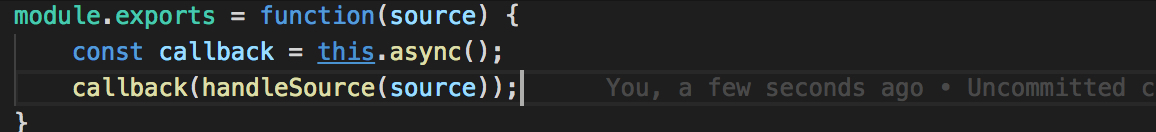 module.exports = function(source) {
    const callback = this.async();
    callback(handleSource(source));        You, a few seconds ago • Uncommitted c
}